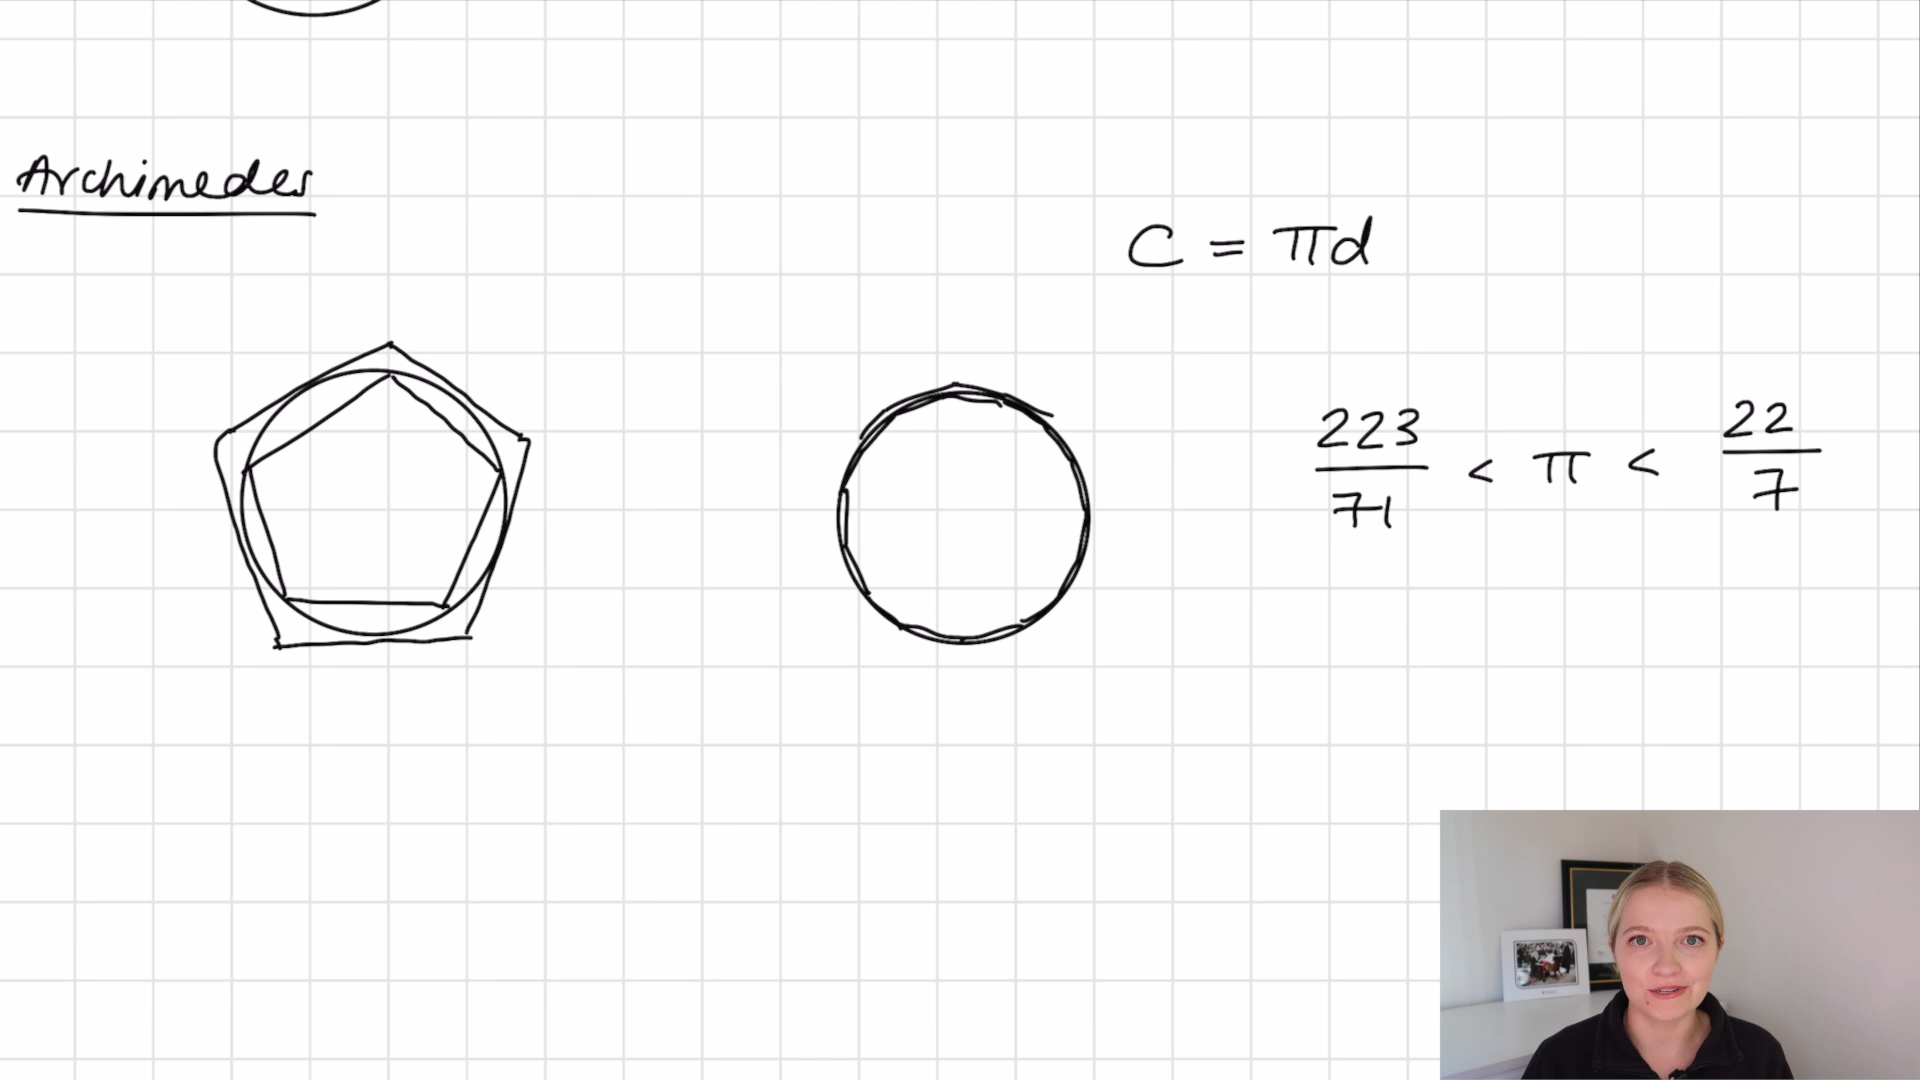 Archimedes
C = πd
223/71 < π < 22/7